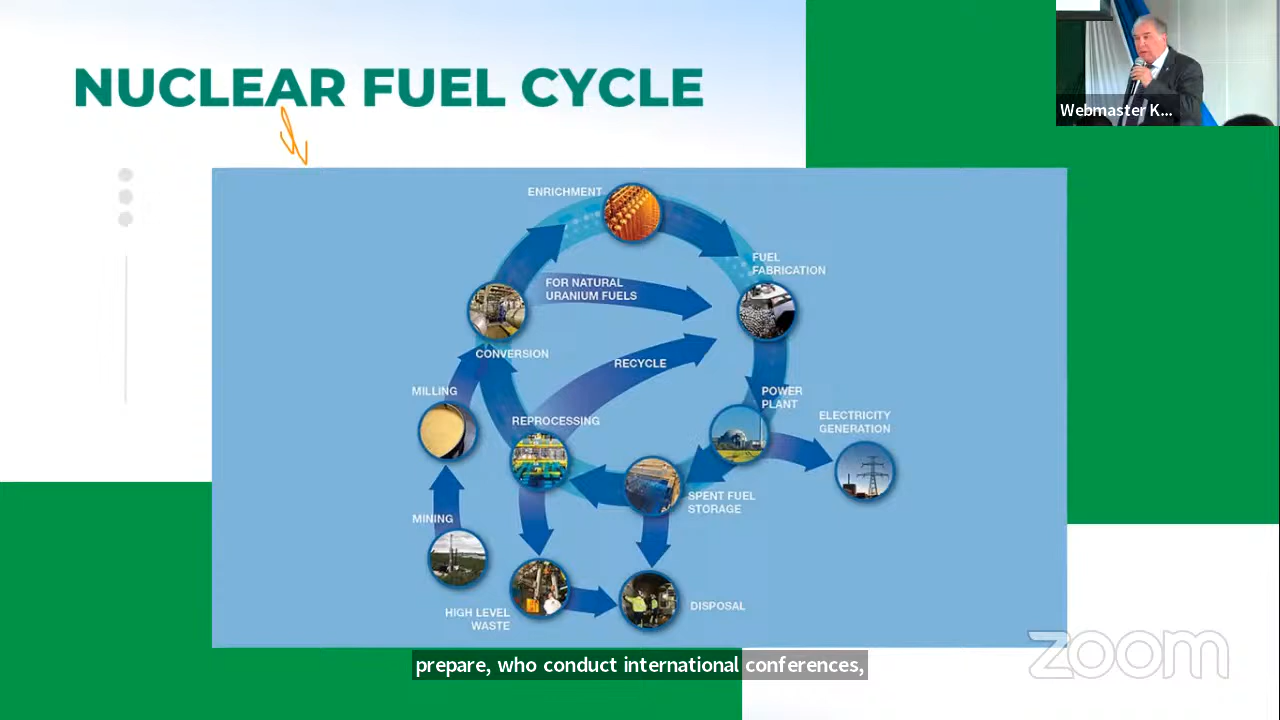 NUCLEAR FUEL CYCLE
Webmaster K...
ENRICHMENT
FUEL
FABRICATION
FOR NATURAL
URANIUM FUELS
CONVERSION
RECYCLE
MILLING
POWER
PLANT
REPROCESSING
ELECTRICITY
GENERATION
SPENT FUEL
STORAGE
MINING
HIGH LEVEL
WASTE
DISPOSAL
zoom
prepare, who conduct international conferences,